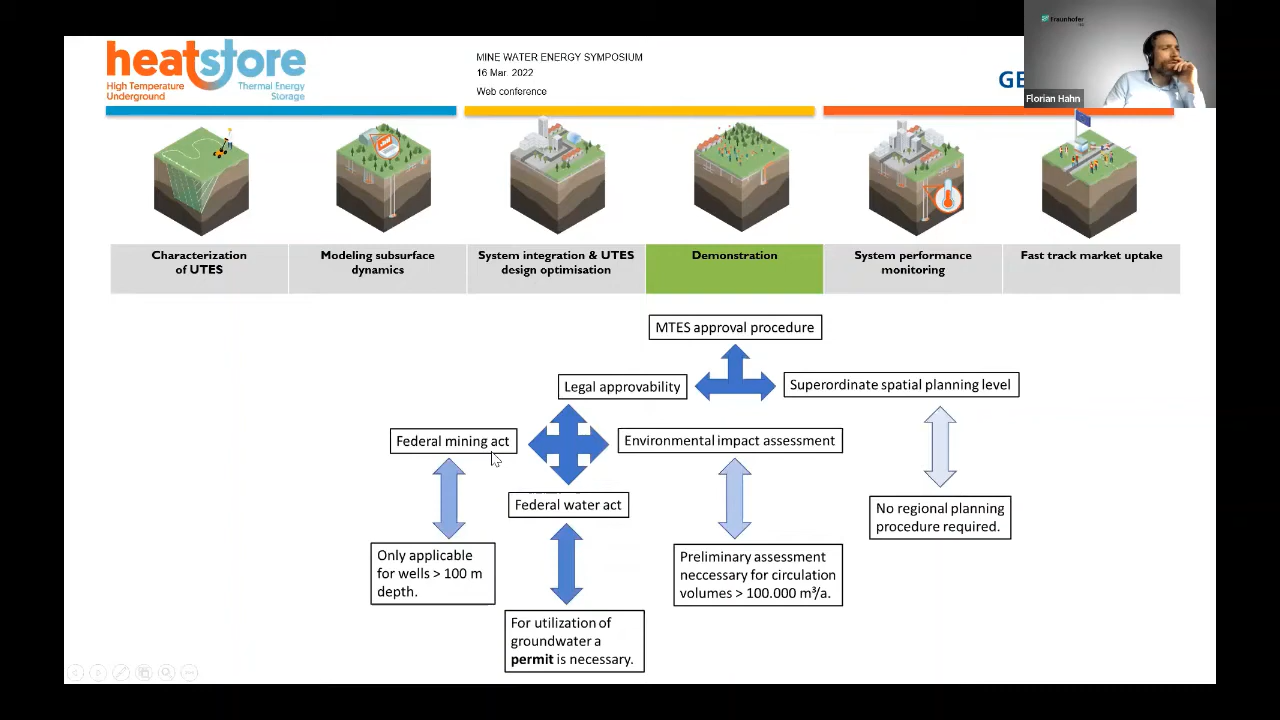 heatstore
High Temperature
Underground
Thermal Energy
Storage
MINE WATER ENERGY SYMPOSIUM
16 Mar. 2022
Web conference
GE
Fraunhofer
Florian Hahn
Characterization
of UTES
Modeling subsurface
dynamics
System integration & UTES
design optimisation
Demonstration
System performance
monitoring
Fast track market uptake
MTES approval procedure
Legal approvability
Superordinate spatial planning level
Federal mining act
Environmental impact assessment
Federal water act
No regional planning
procedure required.
Only applicable
for wells > 100 m
depth.
Preliminary assessment
neccessary for circulation
volumes > 100.000 m³/a.
For utilization of
groundwater a
permit is necessary.